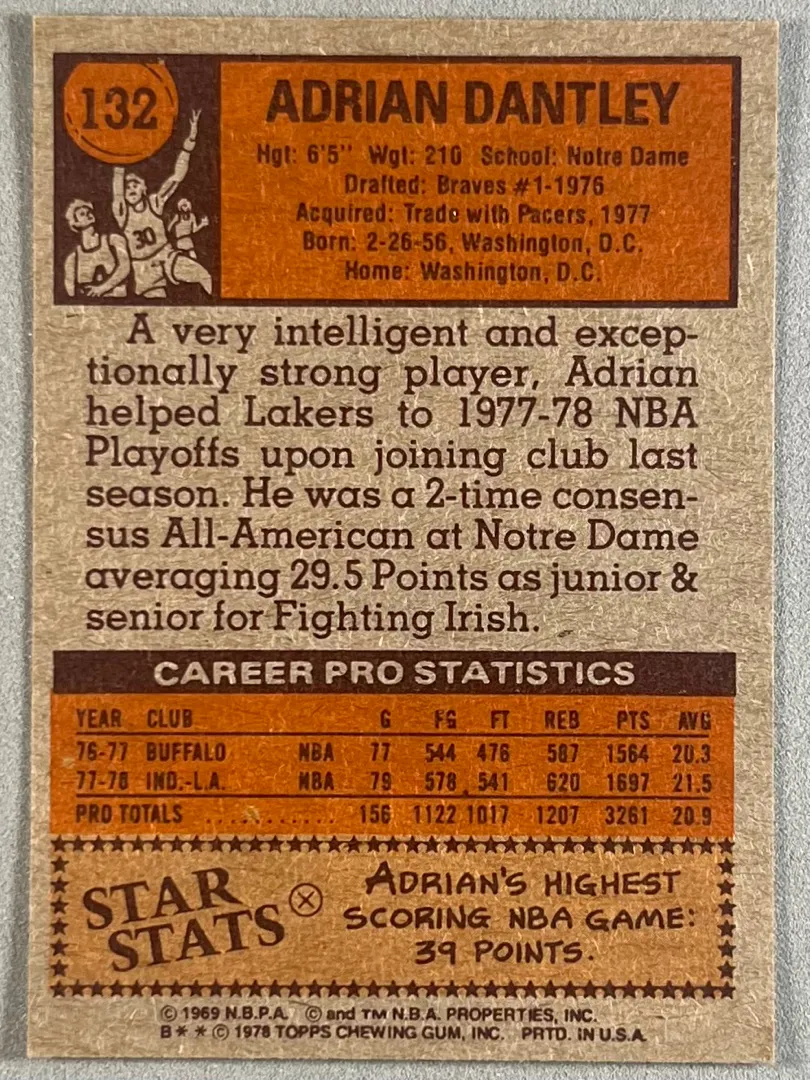 132
30
ADRIAN DANTLEY
Hgt: 6'5" Wgt: 210 School: Notre Dame
Drafted: Braves #1-1976
Acquired: Trade with Pacers, 1977
Born: 2-26-56, Washington, D.C.
Home: Washington, D.C.
A very intelligent and excep-
tionally strong player, Adrian
helped Lakers to 1977-78 NBA
Playoffs upon joining club last
season. He was a 2-time consen-
sus All-American at Notre Dame
averaging 29.5 Points as junior &
senior for Fighting Irish.
CAREER PRO STATISTICS
YEAR CLUB G FG FT REB PTS AVG
76-77 BUFFALO NBA 77 544 476 587 1564 20.3
77-78 IND.-L.A. NBA 79 578 541 620 1697 21.5
PRO TOTALS ........... 156 1122 1017 1207 3261 20.9
STAR
STATS
ADRIAN'S HIGHEST
SCORING NBA GAME:
39 POINTS.
© 1969 N.B.P.A. © and TM N.B.A. PROPERTIES, INC.
B * * © 1978 TOPPS CHEWING GUM, INC. PRTD. IN U.S.A.